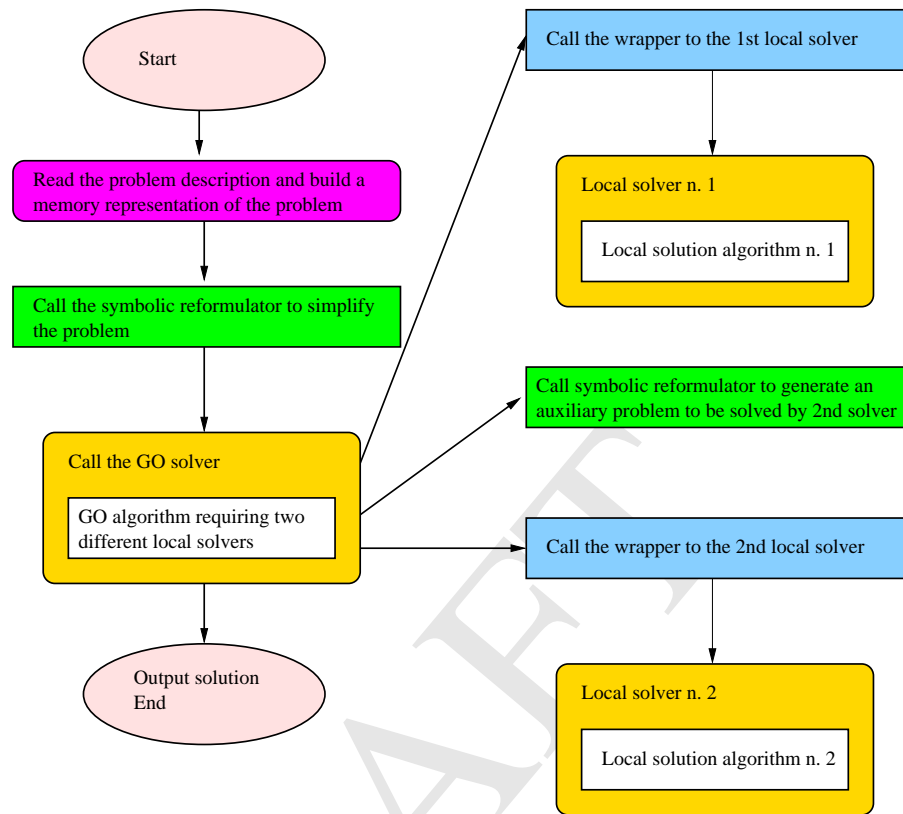 Start
Read the problem description and build a
memory representation of the problem
Call the symbolic reformulator to simplify
the problem
Call the GO solver
GO algorithm requiring two
different local solvers
Output solution
End
Call the wrapper to the 1st local solver
Local solver n. 1
Local solution algorithm n. 1
Call symbolic reformulator to generate an
auxiliary problem to be solved by 2nd solver
Call the wrapper to the 2nd local solver
Local solver n. 2
Local solution algorithm n. 2
AFT